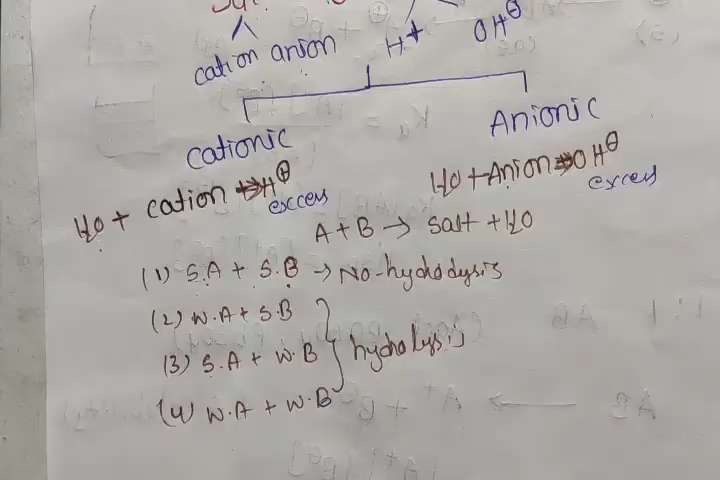 cation anion H⁺ OH⊖
cationic Anionic
H₂O + cation → H⊕ excess
H₂O + Anion → OH⊖ excess
A + B → Salt + H₂O
(1) S.A + S.B → No-hydrolysis
(2) W.A + S.B
(3) S.A + W.B } hydrolysis
(4) W.A + W.B